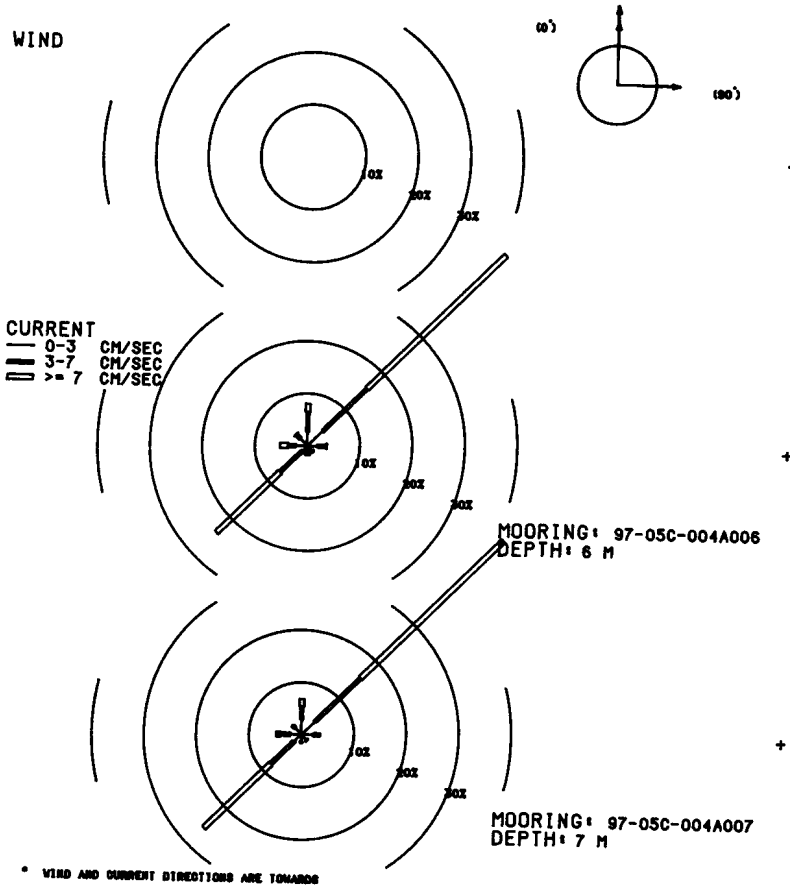 WIND
(0°)
(90°)
10%
20%
30%
CURRENT
0-3 CM/SEC
3-7 CM/SEC
>= 7 CM/SEC
10%
20%
30%
MOORING: 97-05C-004A006
DEPTH: 6 M
10%
20%
30%
MOORING: 97-05C-004A007
DEPTH: 7 M
* WIND AND CURRENT DIRECTIONS ARE TOWARDS